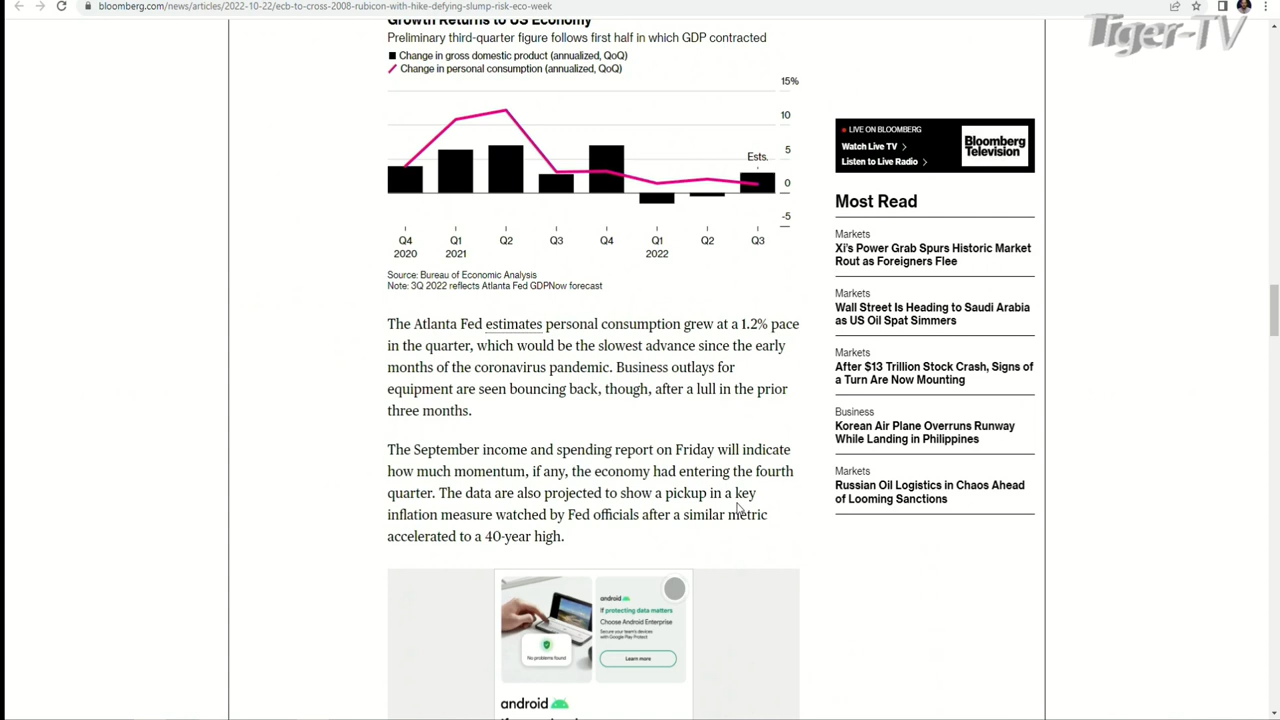 bloomberg.com/news/articles/2022-10-22/ecb-to-cross-2008-rubicon-with-hike-defying-slump-risk-eco-week
Tiger-TV
Growth Returns to US Economy
Preliminary third-quarter figure follows first half in which GDP contracted
Change in gross domestic product (annualized, QoQ)
Change in personal consumption (annualized, QoQ)
15%
10
5
Ests.
0
-5
Q4 Q1 Q2 Q3 Q4 Q1 Q2 Q3
2020 2021 2022
Source: Bureau of Economic Analysis
Note: 3Q 2022 reflects Atlanta Fed GDPNow forecast
The Atlanta Fed estimates personal consumption grew at a 1.2% pace
in the quarter, which would be the slowest advance since the early
months of the coronavirus pandemic. Business outlays for
equipment are seen bouncing back, though, after a lull in the prior
three months.
The September income and spending report on Friday will indicate
how much momentum, if any, the economy had entering the fourth
quarter. The data are also projected to show a pickup in a key
inflation measure watched by Fed officials after a similar metric
accelerated to a 40-year high.
No problems found
android
If protecting data matters
Choose Android Enterprise
Secure your team's devices
with Google Play Protect
Learn more
android
LIVE ON BLOOMBERG
Watch Live TV
Listen to Live Radio
Bloomberg
Television
Most Read
Markets
Xi's Power Grab Spurs Historic Market
Rout as Foreigners Flee
Markets
Wall Street Is Heading to Saudi Arabia
as US Oil Spat Simmers
Markets
After $13 Trillion Stock Crash, Signs of
a Turn Are Now Mounting
Business
Korean Air Plane Overruns Runway
While Landing in Philippines
Markets
Russian Oil Logistics in Chaos Ahead
of Looming Sanctions